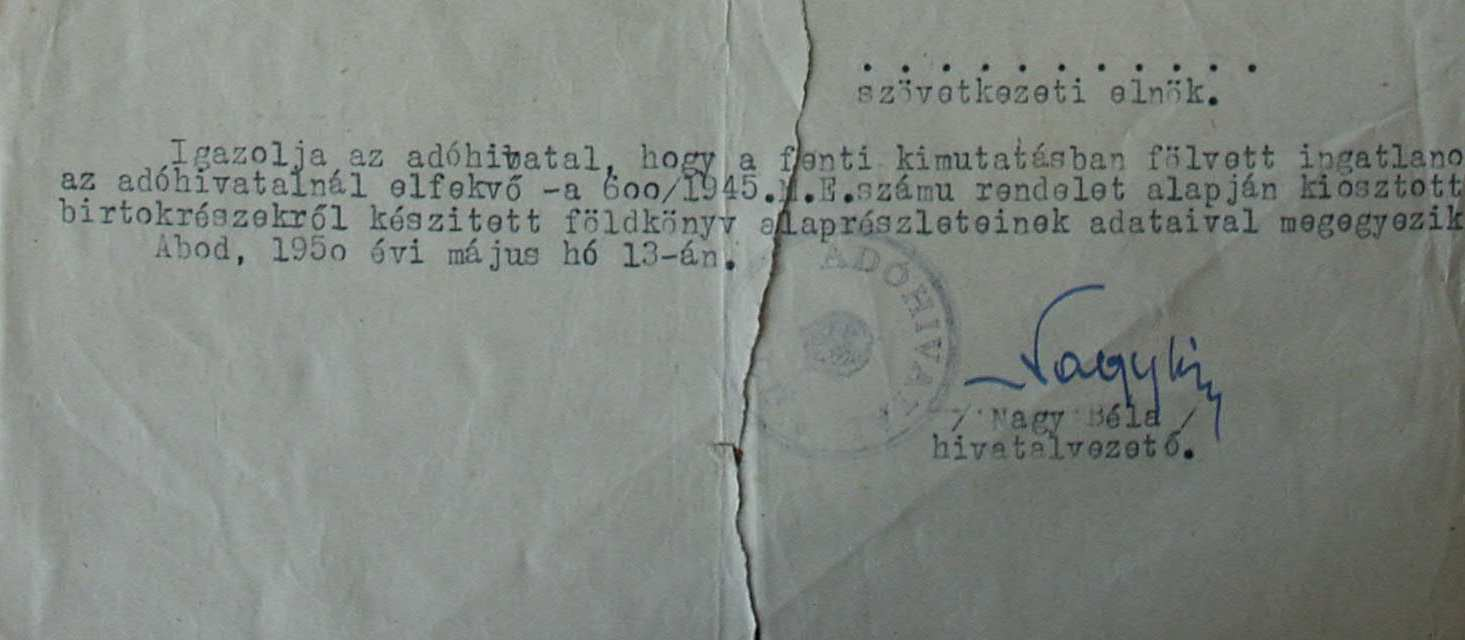 . . . . . . . . . . .
szövetkezeti elnök.
Igazolja az adóhivatal, hogy a fenti kimutatásban fölvett ingatlano
az adóhivatalnál elfekvő -a 6oo/1945.M.E.számu rendelet alapján kiosztott
birtokrészekről készitett földkönyv alaprészleteinek adataival megegyezik
Abod, 195o évi május hó 13-án.
ADÓHIVATAL
/ Nagy Béla /
hivatalvezető.